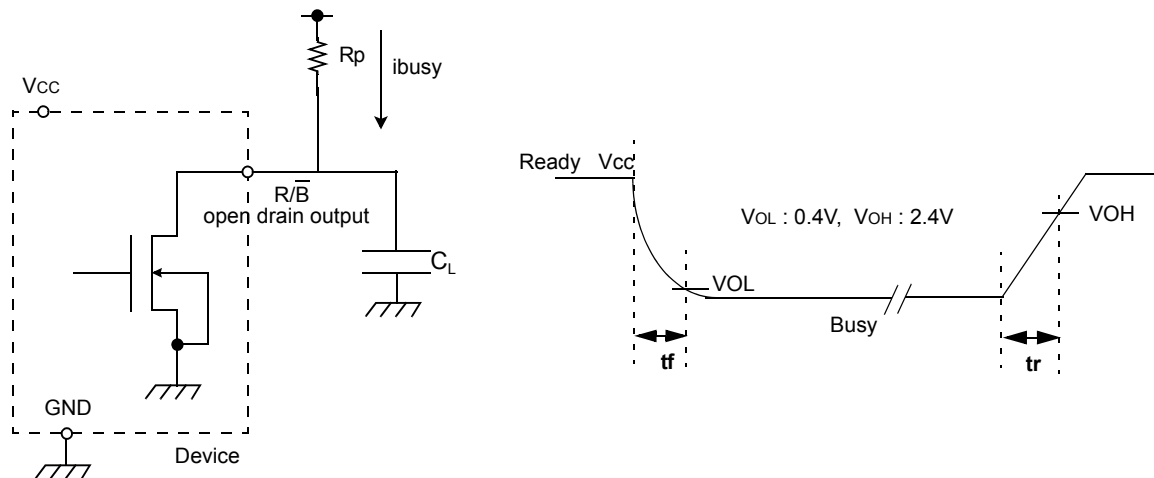 Rp
ibusy
VCC
R/B̅
open drain output
CL
GND
Device
Ready Vcc
VOL : 0.4V, VOH : 2.4V
VOH
VOL
Busy
tf
tr